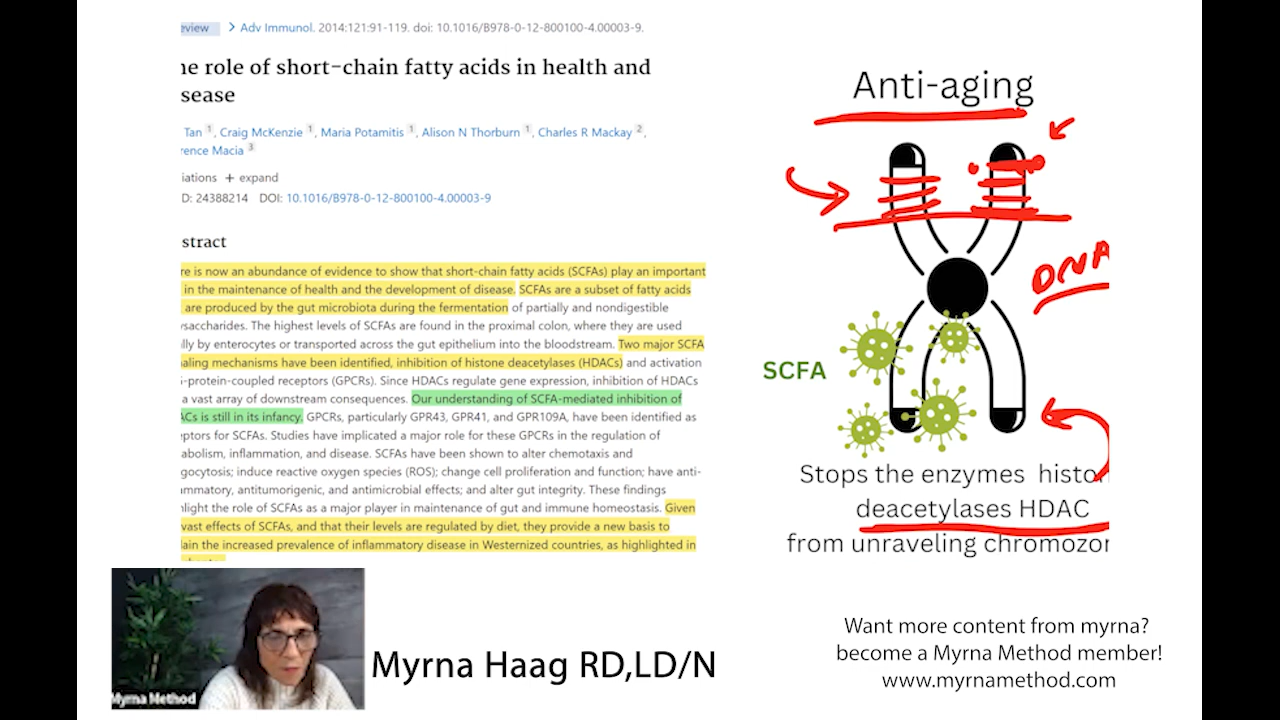 eview > Adv Immunol. 2014:121:91-119. doi: 10.1016/B978-0-12-800100-4.00003-9.
ne role of short-chain fatty acids in health and
sease
Tan 1, Craig McKenzie 1, Maria Potamitis 1, Alison N Thorburn 1, Charles R Mackay 2,
rence Macia 3
iations + expand
D: 24388214 DOI: 10.1016/B978-0-12-800100-4.00003-9
stract
re is now an abundance of evidence to show that short-chain fatty acids (SCFAs) play an important
in the maintenance of health and the development of disease. SCFAs are a subset of fatty acids
are produced by the gut microbiota during the fermentation of partially and nondigestible
ysaccharides. The highest levels of SCFAs are found in the proximal colon, where they are used
lly by enterocytes or transported across the gut epithelium into the bloodstream. Two major SCFA
aling mechanisms have been identified, inhibition of histone deacetylases (HDACs) and activation
i-protein-coupled receptors (GPCRs). Since HDACs regulate gene expression, inhibition of HDACs
a vast array of downstream consequences. Our understanding of SCFA-mediated inhibition of
ACs is still in its infancy. GPCRs, particularly GPR43, GPR41, and GPR109A, have been identified as
eptors for SCFAs. Studies have implicated a major role for these GPCRs in the regulation of
abolism, inflammation, and disease. SCFAs have been shown to alter chemotaxis and
gocytosis; induce reactive oxygen species (ROS); change cell proliferation and function; have anti-
ammatory, antitumorigenic, and antimicrobial effects; and alter gut integrity. These findings
hlight the role of SCFAs as a major player in maintenance of gut and immune homeostasis. Given
vast effects of SCFAs, and that their levels are regulated by diet, they provide a new basis to
lain the increased prevalence of inflammatory disease in Westernized countries, as highlighted in
Anti-aging
DNA
SCFA
Stops the enzymes histon
deacetylases HDAC
from unraveling chromozom
Myrna Method
Myrna Haag RD,LD/N
Want more content from myrna?
become a Myrna Method member!
www.myrnamethod.com